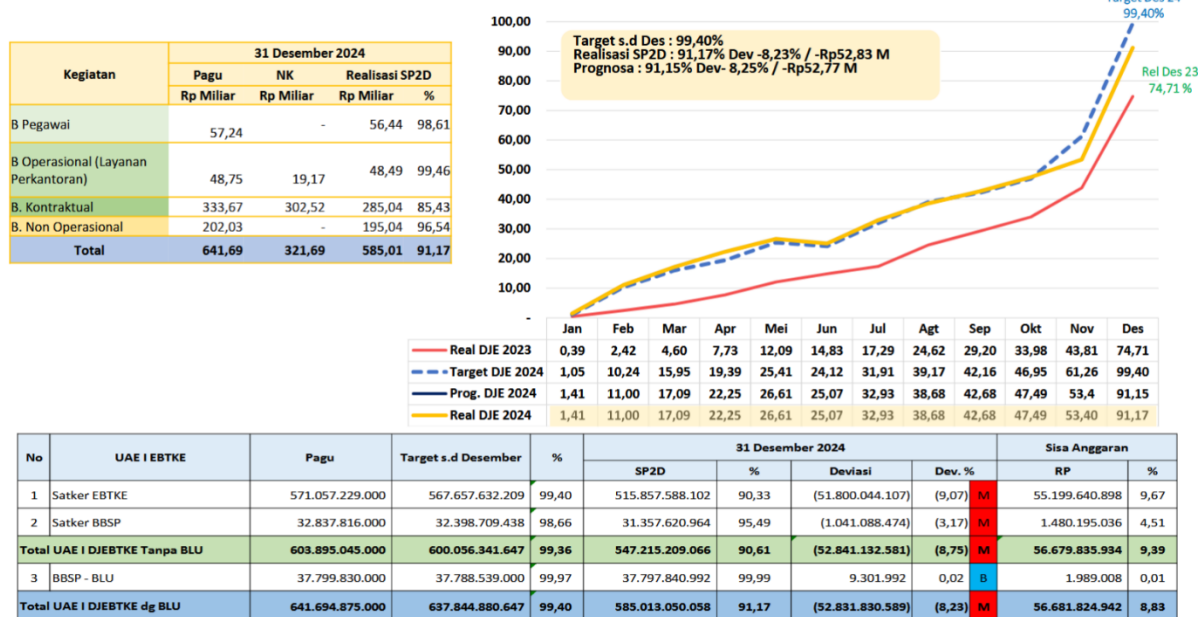 Kegiatan
31 Desember 2024
Pagu NK Realisasi SP2D
Rp Miliar Rp Miliar Rp Miliar %
B Pegawai 57,24 - 56,44 98,61
B Operasional (Layanan
Perkantoran) 48,75 19,17 48,49 99,46
B. Kontraktual 333,67 302,52 285,04 85,43
B. Non Operasional 202,03 - 195,04 96,54
Total 641,69 321,69 585,01 91,17
99,40%
Target s.d Des : 99,40%
Realisasi SP2D : 91,17% Dev -8,23% / -Rp52,83 M
Prognosa : 91,15% Dev- 8,25% / -Rp52,77 M
Rel Des 23
74,71 %
100,00
90,00
80,00
70,00
60,00
50,00
40,00
30,00
20,00
10,00
-
Jan Feb Mar Apr Mei Jun Jul Agt Sep Okt Nov Des
Real DJE 2023 0,39 2,42 4,60 7,73 12,09 14,83 17,29 24,62 29,20 33,98 43,81 74,71
Target DJE 2024 1,05 10,24 15,95 19,39 25,41 24,12 31,91 39,17 42,16 46,95 61,26 99,40
Prog. DJE 2024 1,41 11,00 17,09 22,25 26,61 25,07 32,93 38,68 42,68 47,49 53,4 91,15
Real DJE 2024 1,41 11,00 17,09 22,25 26,61 25,07 32,93 38,68 42,68 47,49 53,40 91,17
No UAE I EBTKE Pagu Target s.d Desember % 31 Desember 2024 Sisa Anggaran
SP2D % Deviasi Dev. % RP %
1 Satker EBTKE 571.057.229.000 567.657.632.209 99,40 515.857.588.102 90,33 (51.800.044.107) (9,07) M 55.199.640.898 9,67
2 Satker BBSP 32.837.816.000 32.398.709.438 98,66 31.357.620.964 95,49 (1.041.088.474) (3,17) M 1.480.195.036 4,51
Total UAE I DJEBTKE Tanpa BLU 603.895.045.000 600.056.341.647 99,36 547.215.209.066 90,61 (52.841.132.581) (8,75) M 56.679.835.934 9,39
3 BBSP - BLU 37.799.830.000 37.788.539.000 99,97 37.797.840.992 99,99 9.301.992 0,02 B 1.989.008 0,01
Total UAE I DJEBTKE dg BLU 641.694.875.000 637.844.880.647 99,40 585.013.050.058 91,17 (52.831.830.589) (8,23) M 56.681.824.942 8,83